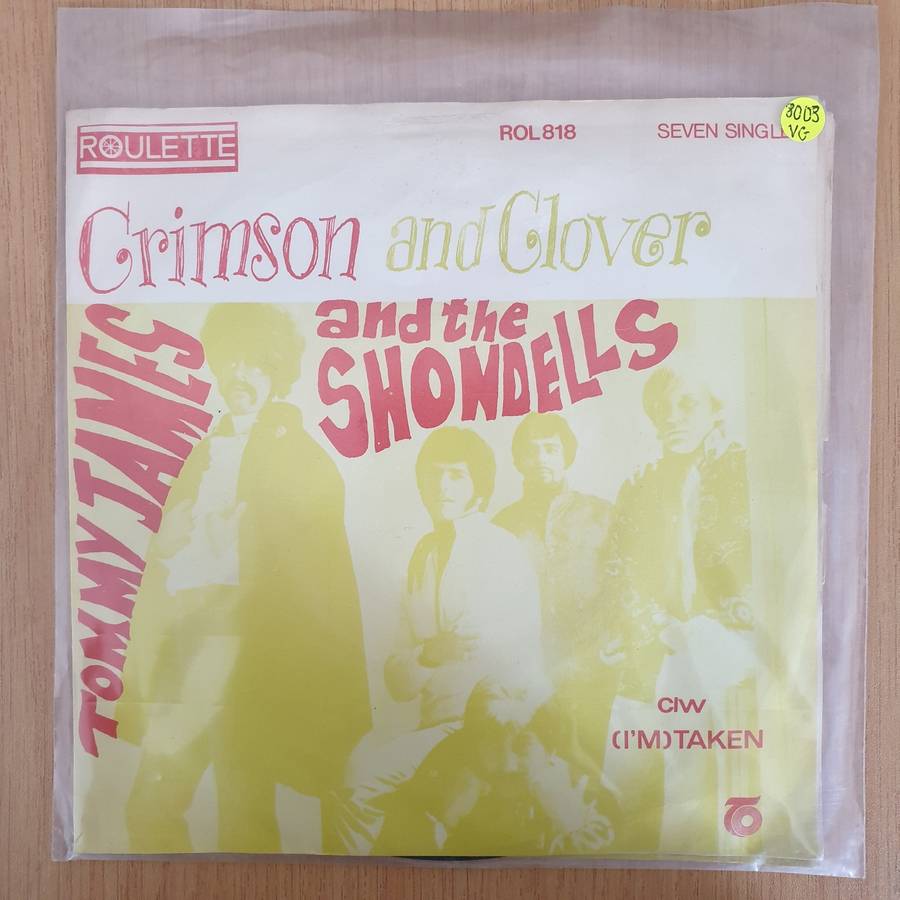 ROULETTE
ROL 818
SEVEN SINGLE
3003
VG
Crimson and Clover
TOMMY JAMES
and the
SHONDELLS
C/W
(I'M) TAKEN